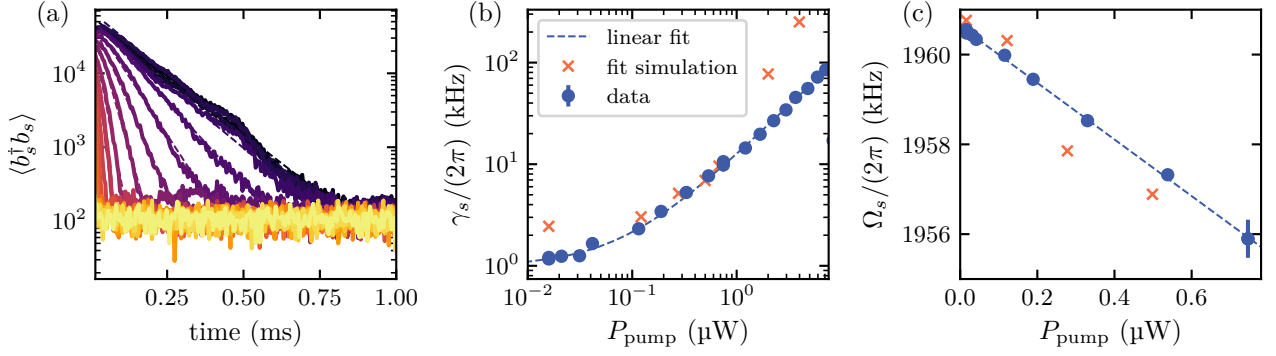 (a)
⟨b_s^† b_s⟩
10^4
10^3
10^2
0.25 0.50 0.75 1.00
time (ms)
(b)
γ_s/(2π) (kHz)
10^2
10^1
10^0
linear fit
fit simulation
data
10^−2 10^−1 10^0
P_pump (µW)
(c)
Ω_s/(2π) (kHz)
1960
1958
1956
0.0 0.2 0.4 0.6
P_pump (µW)